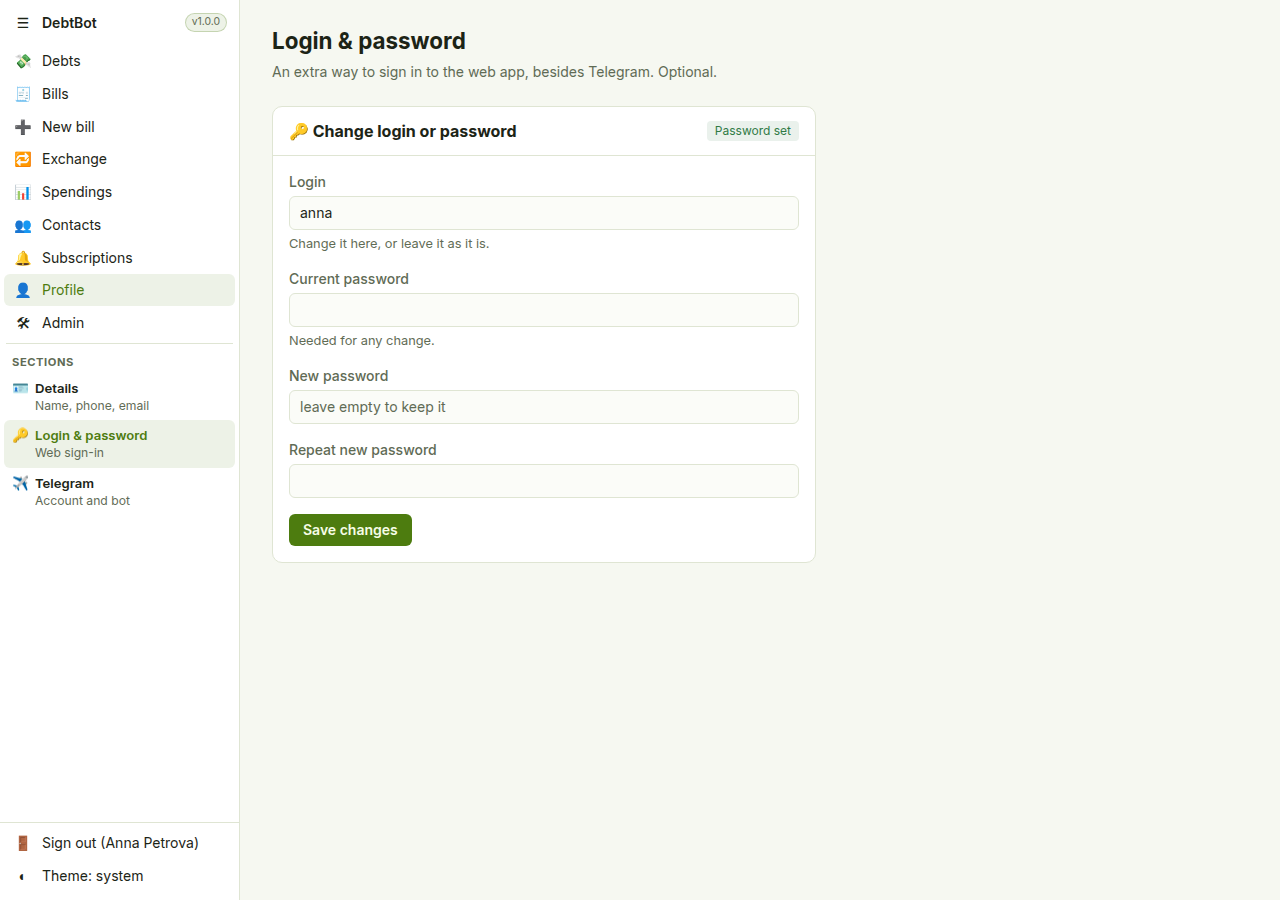 DebtBot
v1.0.0
Debts
Bills
New bill
Exchange
Spendings
Contacts
Subscriptions
Profile
Admin
SECTIONS
Details
Name, phone, email
Login & password
Web sign-in
Telegram
Account and bot
Sign out (Anna Petrova)
Theme: system
Login & password
An extra way to sign in to the web app, besides Telegram. Optional.
Change login or password
Password set
Login
anna
Change it here, or leave it as it is.
Current password
Needed for any change.
New password
leave empty to keep it
Repeat new password
Save changes